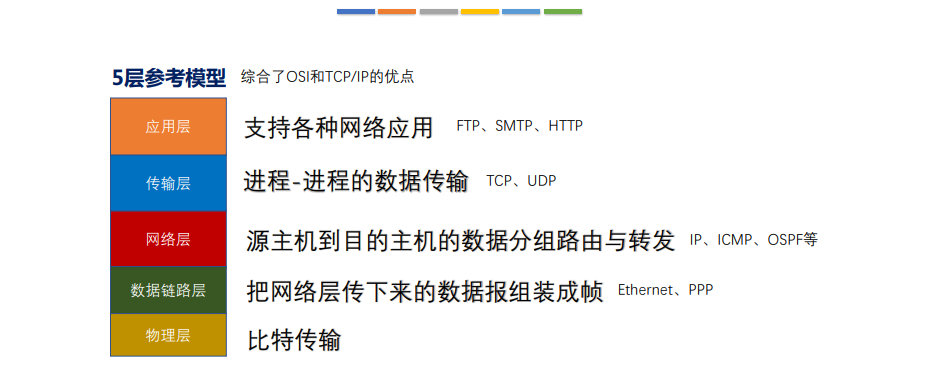 5层参考模型 综合了OSI和TCP/IP的优点
应用层 支持各种网络应用 FTP、SMTP、HTTP
传输层 进程-进程的数据传输 TCP、UDP
网络层 源主机到目的主机的数据分组路由与转发 IP、ICMP、OSPF等
数据链路层 把网络层传下来的数据报组装成帧 Ethernet、PPP
物理层 比特传输